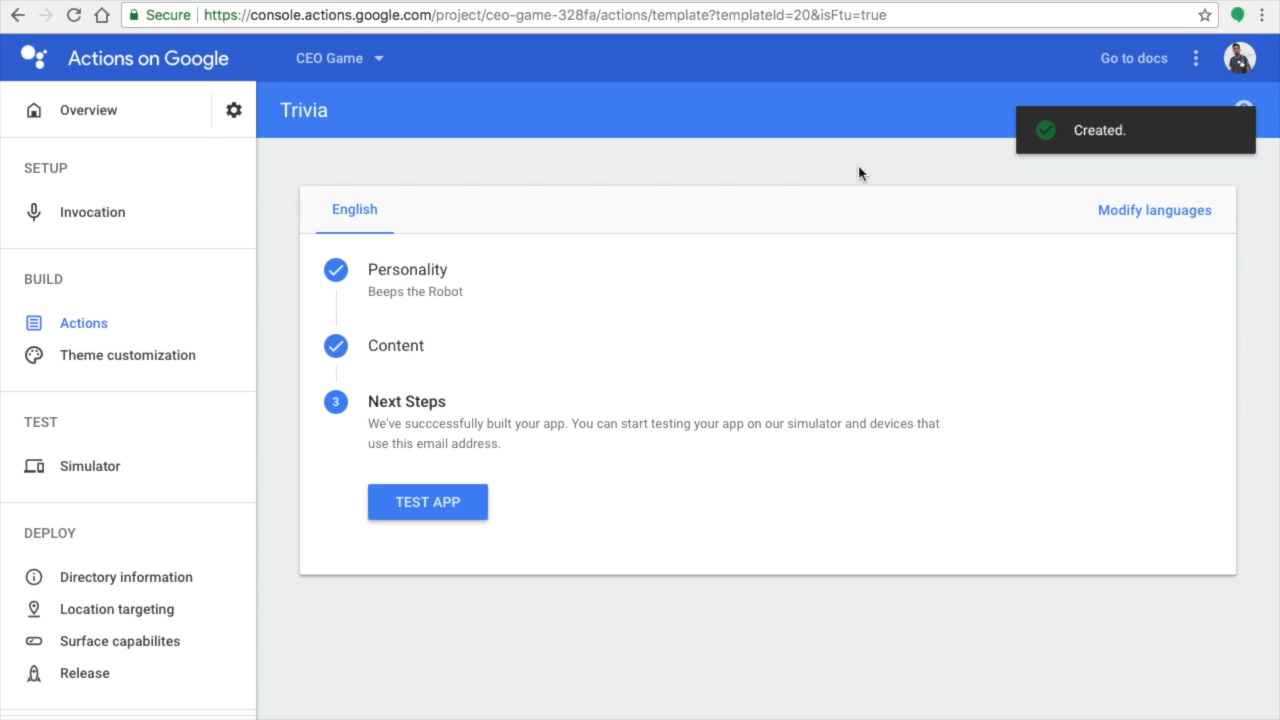 Secure https://console.actions.google.com/project/ceo-game-328fa/actions/template?templateId=20&isFtu=true
Actions on Google
CEO Game
Go to docs
Overview
Trivia
Created.
SETUP
Invocation
English
Modify languages
BUILD
Personality
Beeps the Robot
Actions
Content
Theme customization
3 Next Steps
We've succcessfully built your app. You can start testing your app on our simulator and devices that
use this email address.
TEST
Simulator
TEST APP
DEPLOY
Directory information
Location targeting
Surface capabilites
Release